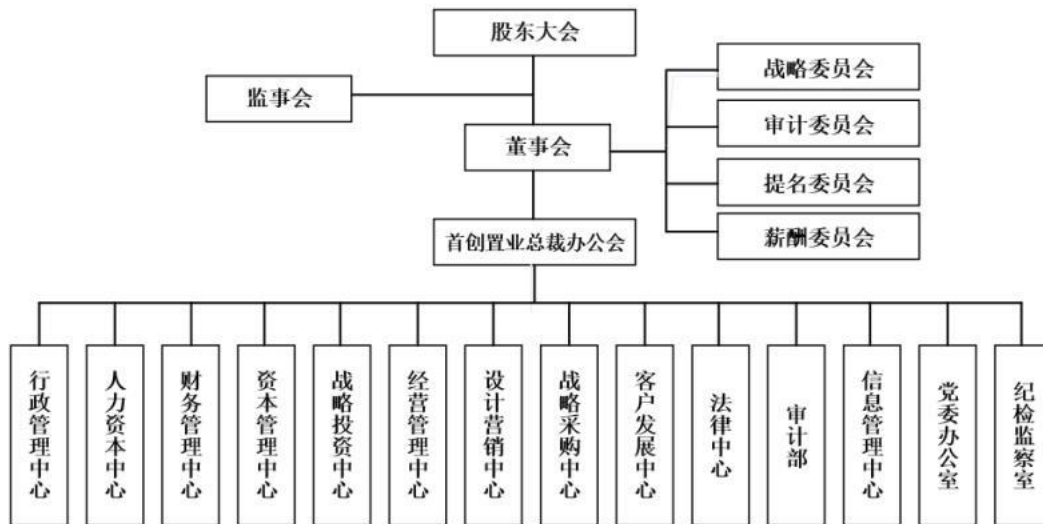 股东大会
监事会
董事会
战略委员会
审计委员会
提名委员会
薪酬委员会
首创置业总裁办公会
行政管理中心
人力资本中心
财务管理中心
资本管理中心
战略投资中心
经营管理中心
设计营销中心
战略采购中心
客户发展中心
法律中心
审计部
信息管理中心
党委办公室
纪检监察室